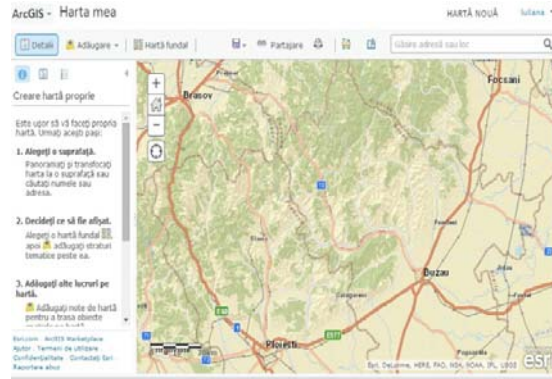 ArcGIS - Harta mea
HARTĂ NOUĂ Iuliana
Detalii Adăugare Hartă fundal Partajare Găsire adresă sau loc
Creare hartă proprie
Este ușor să vă faceți propria
hartă. Urmați acești pași:
1. Alegeți o suprafață.
Panoramați și transfocați
harta la o suprafață sau
căutați numele sau
adresa.
2. Decideți ce să fie afișat.
Alegeți o hartă fundal
apoi adăugați straturi
tematice peste ea.
3. Adăugați alte lucruri pe
hartă.
Adăugați note de hartă
pentru a trasa obiecte
Esri.com . ArcGIS Marketplace
Ajutor . Termeni de utilizare .
Confidențialitate . Contactați Esri .
Raportare abuz
Brasov
Focsani
Buzau
E577
Ploiesti
Esri, DeLorme, HERE, FAO, NGA, NOAA, IPL, USGS
esri